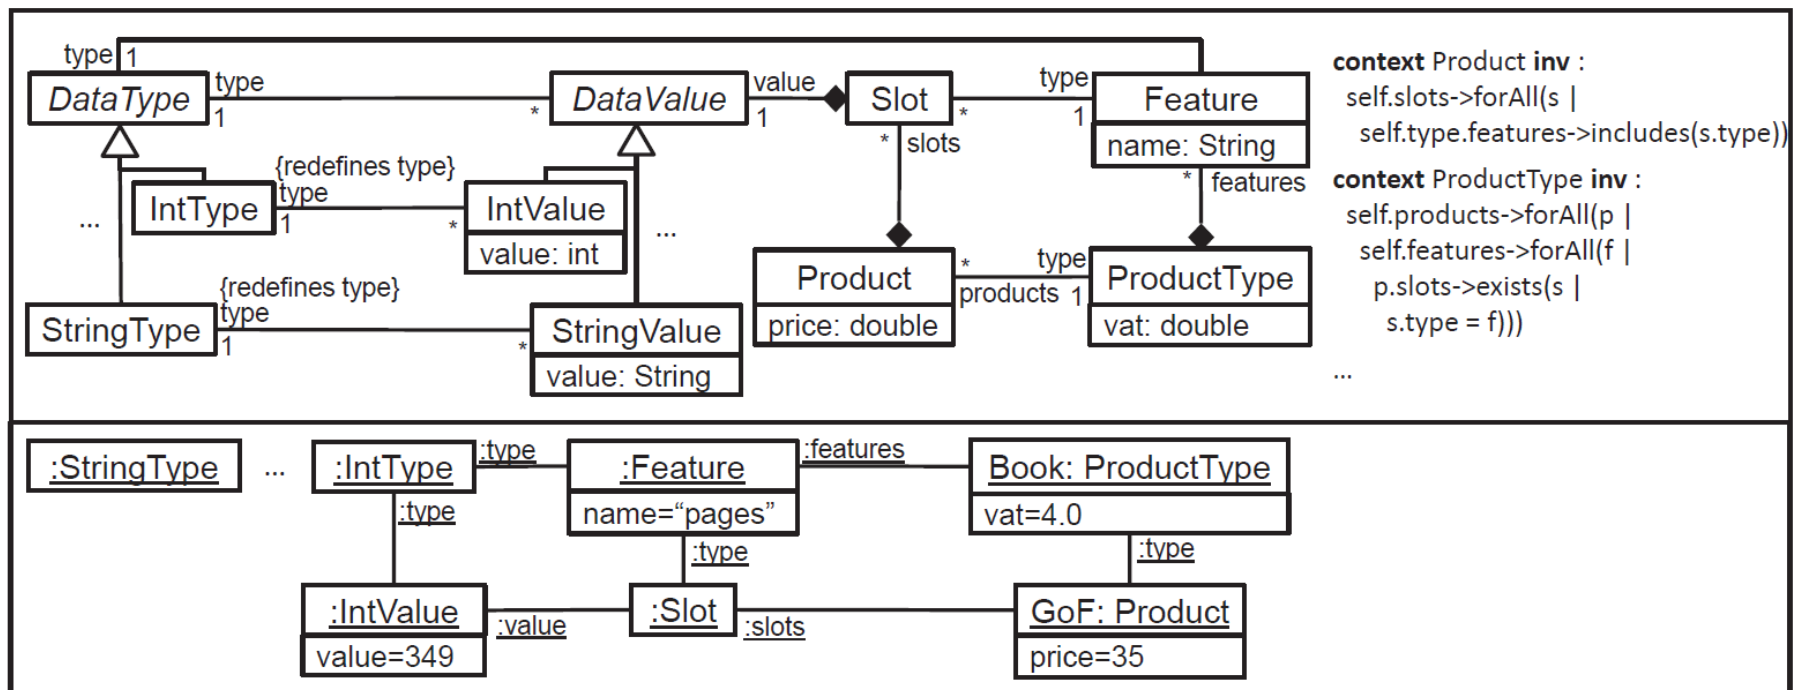 type 1
DataType
type
1
*
DataValue
value
1
Slot
*
type
1
Feature
name: String
* slots
* features
{redefines type}
type
1
*
IntType
IntValue
value: int
...
...
{redefines type}
type
1
*
StringType
StringValue
value: String
Product
price: double
*
products
type
1
ProductType
vat: double
context Product inv :
self.slots->forAll(s |
self.type.features->includes(s.type))
context ProductType inv :
self.products->forAll(p |
self.features->forAll(f |
p.slots->exists(s |
s.type = f)))
...
:StringType
...
:IntType
:type
:Feature
name=“pages”
:features
Book: ProductType
vat=4.0
:type
:type
:type
:IntValue
value=349
:value
:Slot
:slots
GoF: Product
price=35